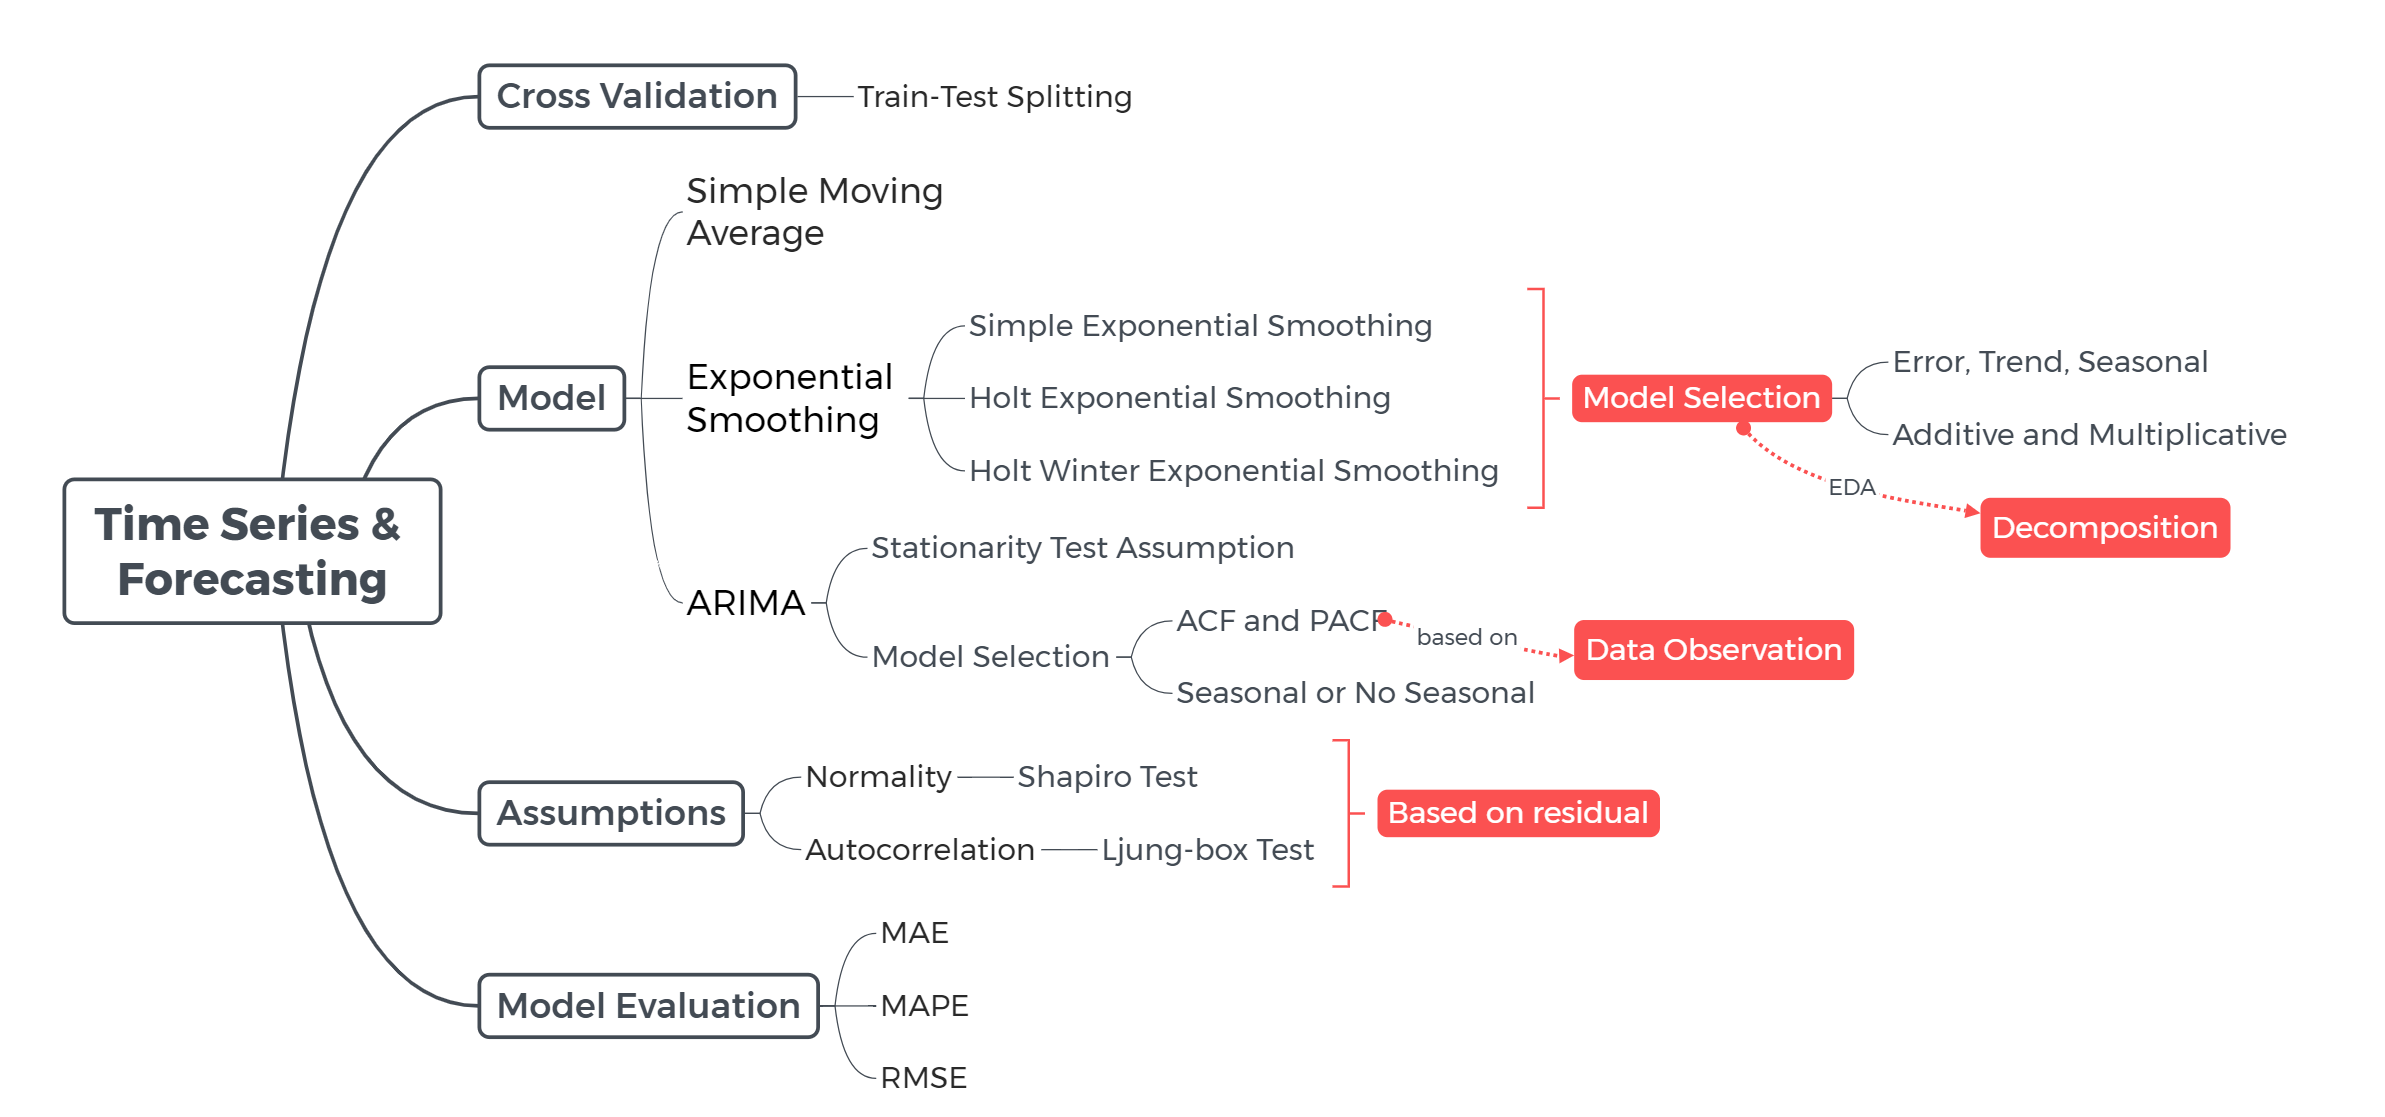 Cross Validation
Train-Test Splitting
Simple Moving
Average
Simple Exponential Smoothing
Exponential
Smoothing
Holt Exponential Smoothing
Holt Winter Exponential Smoothing
Model
Model Selection
Error, Trend, Seasonal
Additive and Multiplicative
EDA
Decomposition
Time Series &
Forecasting
Stationarity Test Assumption
ARIMA
ACF and PACF
based on
Data Observation
Model Selection
Seasonal or No Seasonal
Normality
Shapiro Test
Assumptions
Based on residual
Autocorrelation
Ljung-box Test
MAE
Model Evaluation
MAPE
RMSE